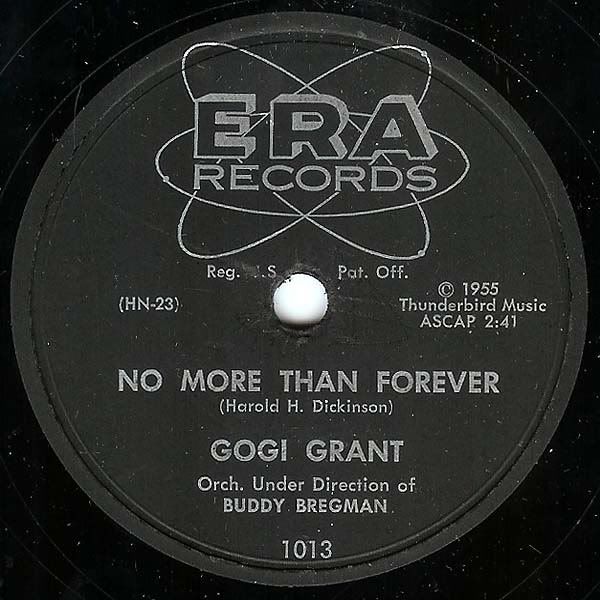 ERA
RECORDS
Reg. .S. Pat. Off.
(HN-23)
© 1955
Thunderbird Music
ASCAP 2:41
NO MORE THAN FOREVER
(Harold H. Dickinson)
GOGI GRANT
Orch. Under Direction of
BUDDY BREGMAN
1013